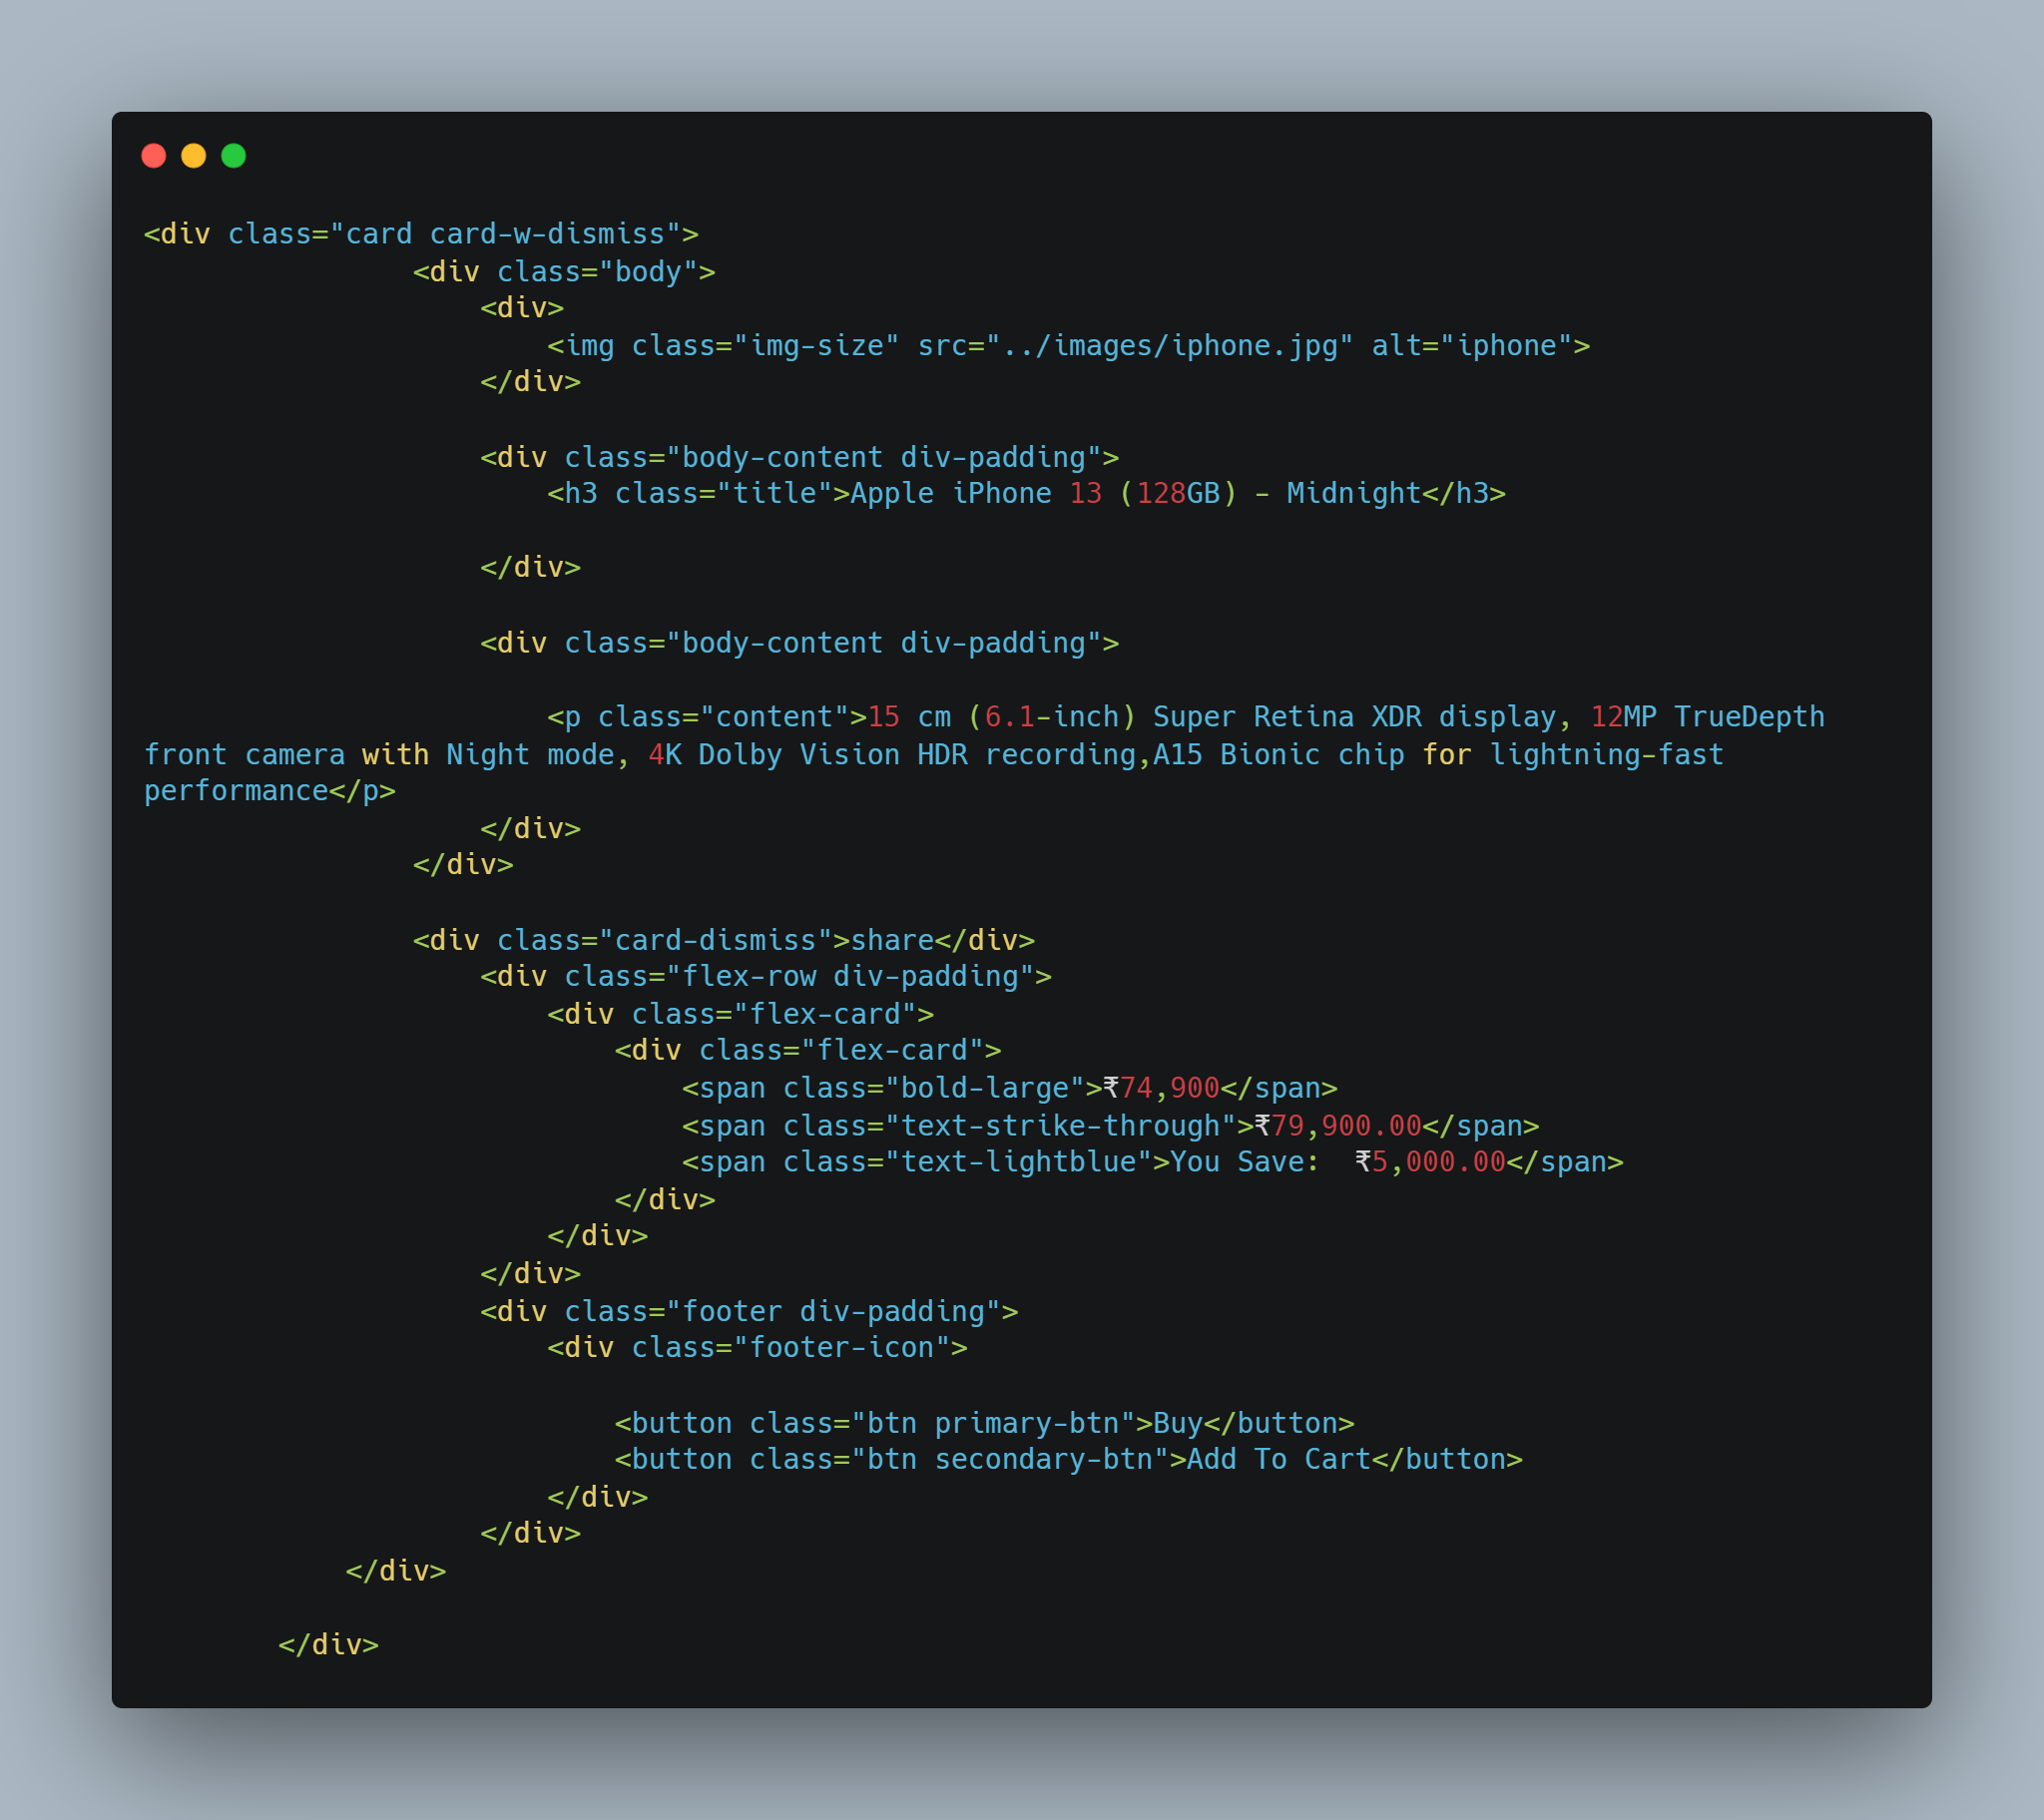 <div class="card card-w-dismiss">
                <div class="body">
                    <div>
                        <img class="img-size" src="../images/iphone.jpg" alt="iphone">
                    </div>

                    <div class="body-content div-padding">
                        <h3 class="title">Apple iPhone 13 (128GB) - Midnight</h3>

                    </div>

                    <div class="body-content div-padding">

                        <p class="content">15 cm (6.1-inch) Super Retina XDR display, 12MP TrueDepth
front camera with Night mode, 4K Dolby Vision HDR recording,A15 Bionic chip for lightning-fast
performance</p>
                    </div>
                </div>

                <div class="card-dismiss">share</div>
                    <div class="flex-row div-padding">
                        <div class="flex-card">
                            <div class="flex-card">
                                <span class="bold-large">₹74,900</span>
                                <span class="text-strike-through">₹79,900.00</span>
                                <span class="text-lightblue">You Save:  ₹5,000.00</span>
                            </div>
                        </div>
                    </div>
                    <div class="footer div-padding">
                        <div class="footer-icon">

                            <button class="btn primary-btn">Buy</button>
                            <button class="btn secondary-btn">Add To Cart</button>
                        </div>
                    </div>
            </div>

        </div>